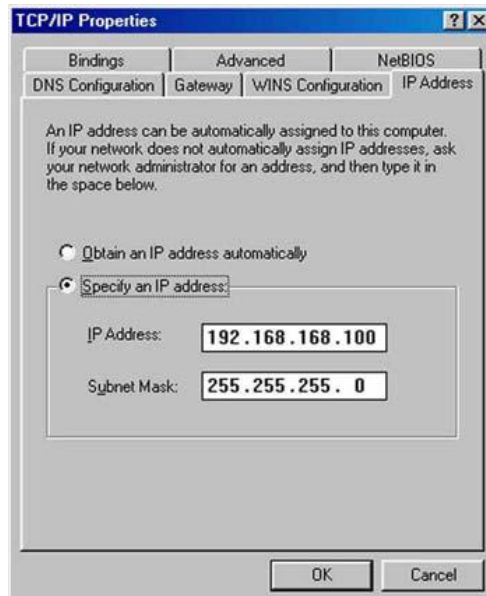 TCP/IP Properties
Bindings Advanced NetBIOS
DNS Configuration Gateway WINS Configuration IP Address
An IP address can be automatically assigned to this computer.
If your network does not automatically assign IP addresses, ask
your network administrator for an address, and then type it in
the space below.
Obtain an IP address automatically
Specify an IP address:
IP Address: 192.168.168.100
Subnet Mask: 255.255.255. 0
OK Cancel